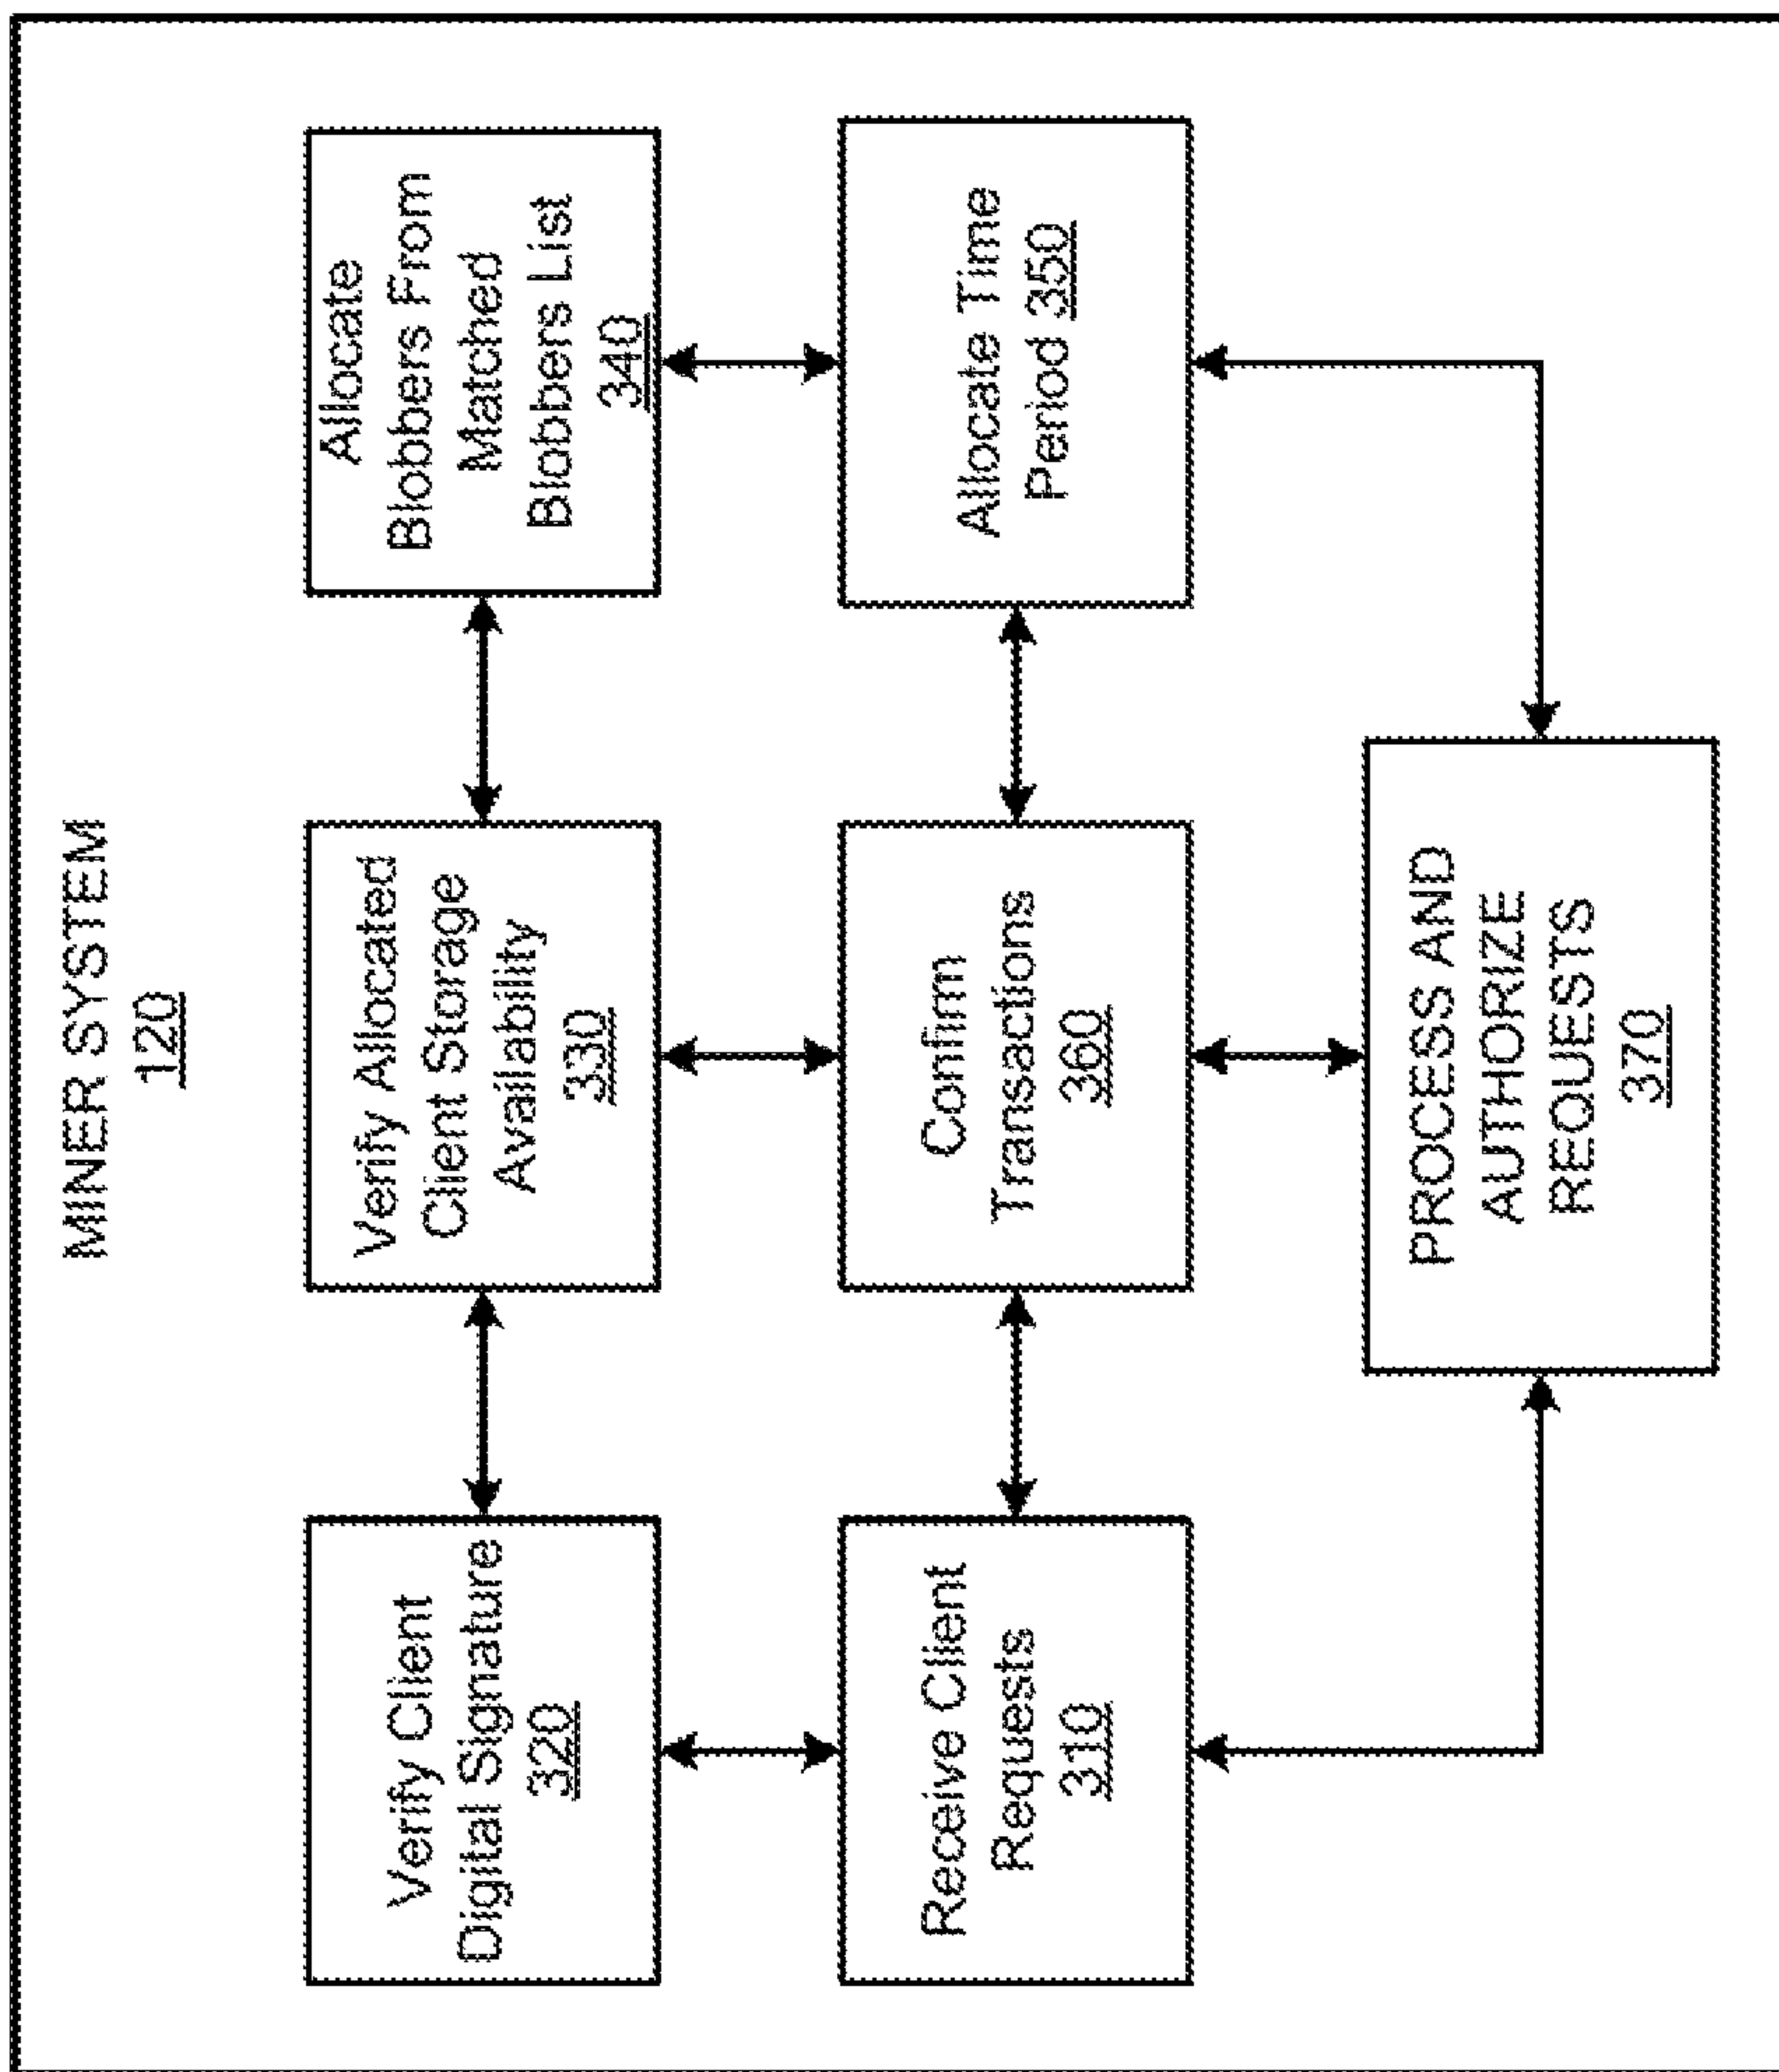 MINER SYSTEM
120
Verify Client
Digital Signature
320
Verify Allocated
Client Storage
Availability
330
Allocate
Blobbers From
Matched
Blobbers List
340
Receive Client
Requests
310
Confirm
Transactions
360
Allocate Time
Period 350
PROCESS AND
AUTHORIZE
REQUESTS
370